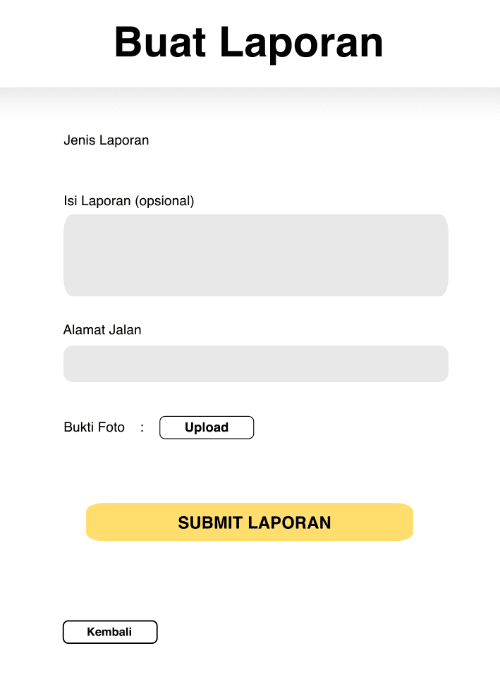 Buat Laporan
Jenis Laporan
Isi Laporan (opsional)
Alamat Jalan
Bukti Foto : Upload
SUBMIT LAPORAN
Kembali